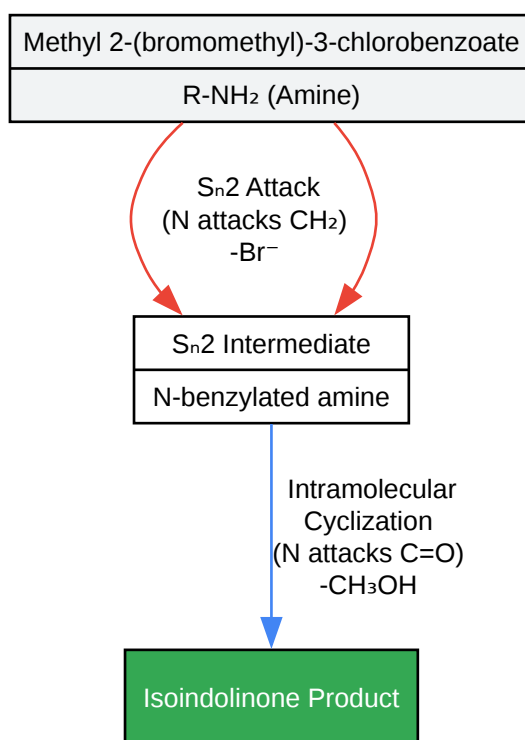 Methyl 2-(bromomethyl)-3-chlorobenzoate
R-NH₂ (Amine)
Sₙ2 Attack
(N attacks CH₂)
-Br⁻
Sₙ2 Intermediate
N-benzylated amine
Intramolecular
Cyclization
(N attacks C=O)
-CH₃OH
Isoindolinone Product